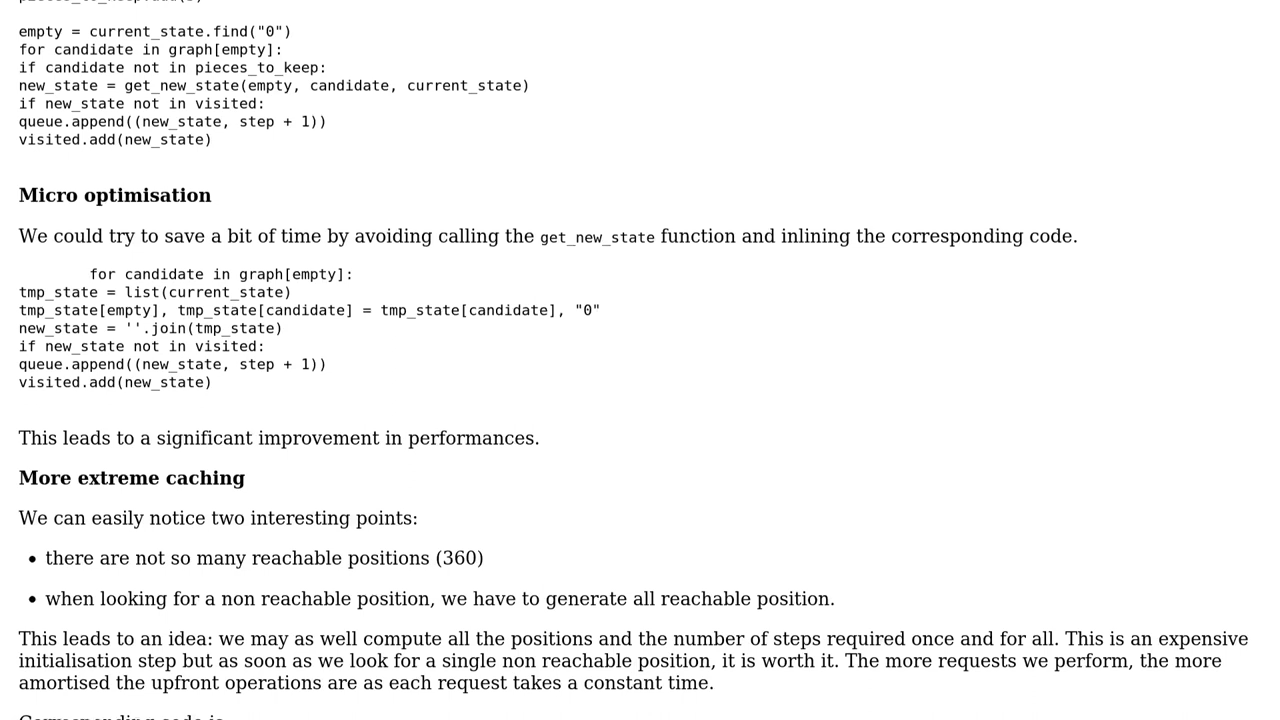 empty = current_state.find("0")
for candidate in graph[empty]:
if candidate not in pieces_to_keep:
new_state = get_new_state(empty, candidate, current_state)
if new_state not in visited:
queue.append((new_state, step + 1))
visited.add(new_state)
Micro optimisation
We could try to save a bit of time by avoiding calling the get_new_state function and inlining the corresponding code.
for candidate in graph[empty]:
tmp_state = list(current_state)
tmp_state[empty], tmp_state[candidate] = tmp_state[candidate], "0"
new_state = ''.join(tmp_state)
if new_state not in visited:
queue.append((new_state, step + 1))
visited.add(new_state)
This leads to a significant improvement in performances.
More extreme caching
We can easily notice two interesting points:
• there are not so many reachable positions (360)
• when looking for a non reachable position, we have to generate all reachable position.
This leads to an idea: we may as well compute all the positions and the number of steps required once and for all. This is an expensive
initialisation step but as soon as we look for a single non reachable position, it is worth it. The more requests we perform, the more
amortised the upfront operations are as each request takes a constant time.